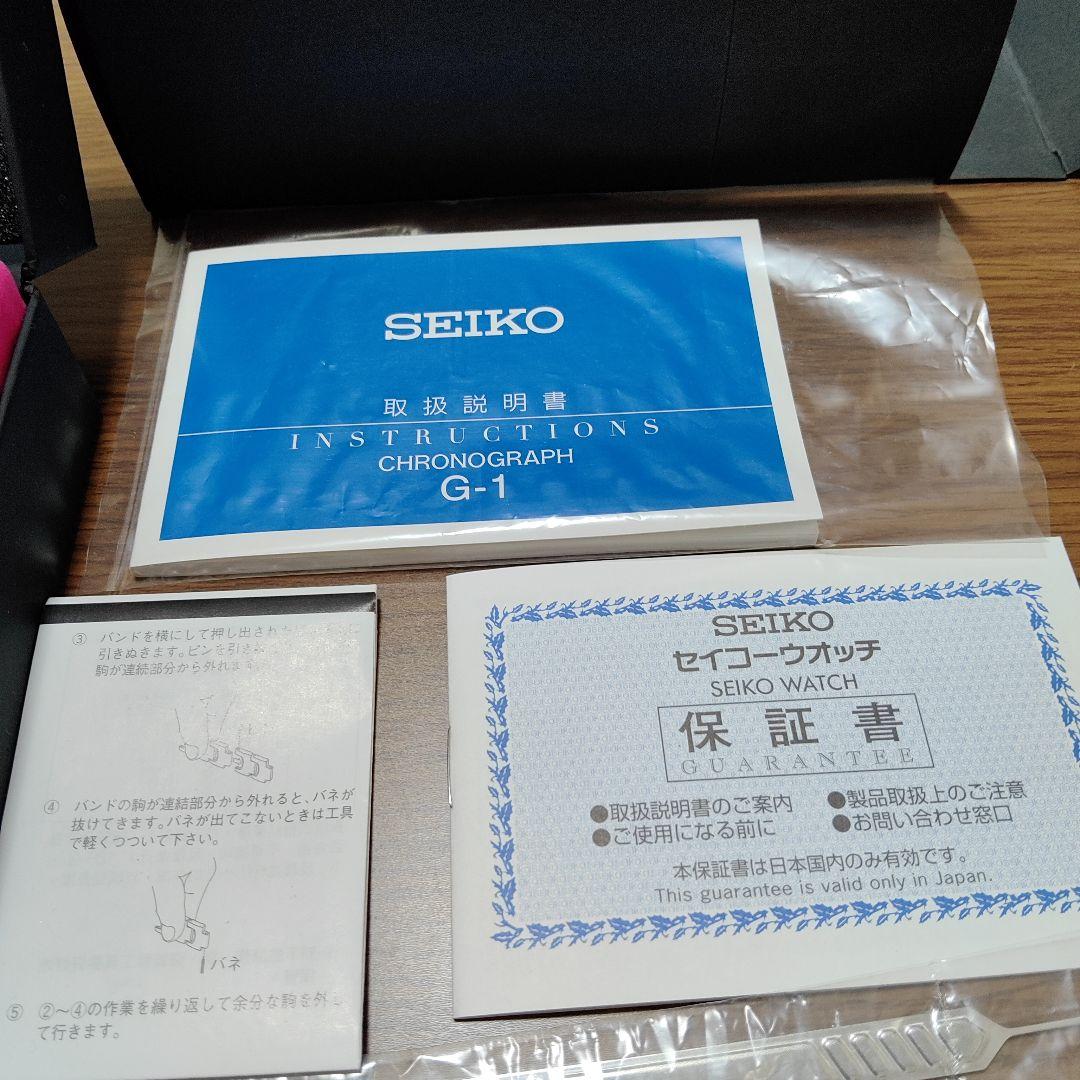 SEIKO
取扱説明書
INSTRUCTIONS
CHRONOGRAPH
G-1
③ バンドを横にして押し出された
引きぬきます。ピンを引き
駒が連続部分から外れます
④ バンドの駒が連結部分から外れると、バネが
抜けてきます。バネが出てこないときは工具
で軽くつついて下さい。
バネ
⑤ ②〜④の作業を繰り返して余分な駒を外し
て行きます。
SEIKO
セイコーウオッチ
SEIKO WATCH
保証書
GUARANTEE
●取扱説明書のご案内 ●製品取扱上のご注意
●ご使用になる前に ●お問い合わせ窓口
本保証書は日本国内のみ有効です。
This guarantee is valid only in Japan.